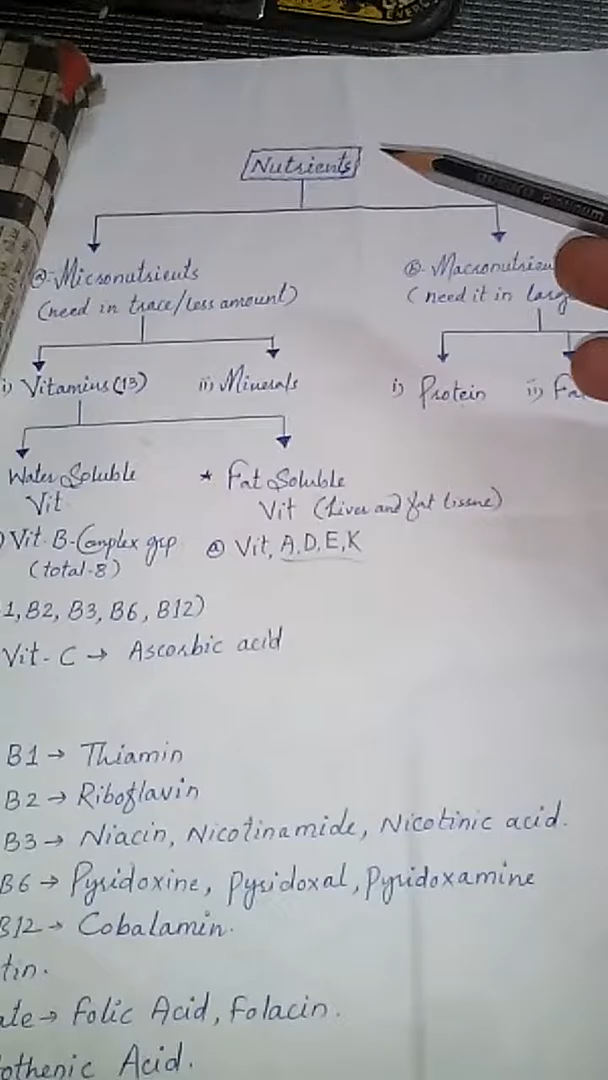 Nutrients
(a) Micronutrients
(need in trace/Less amount)
(b) Macronutrien
(need it in larg
i) Vitamins (13)
ii) Minerals
i) Protein
ii) Fa
Water Soluble
Vit
* Fat Soluble
Vit (Liver and fat tissue)
) Vit B-Complex grp
(total-8)
(a) Vit, A, D, E, K
1, B2, B3, B6, B12)
Vit-C → Ascorbic acid
B1 → Thiamin
B2 → Riboflavin
B3 → Niacin, Nicotinamide, Nicotinic acid.
B6 → Pyridoxine, Pyridoxal, Pyridoxamine
B12 → Cobalamin.
tin.
ate → Folic Acid, Folacin.
othenic Acid.